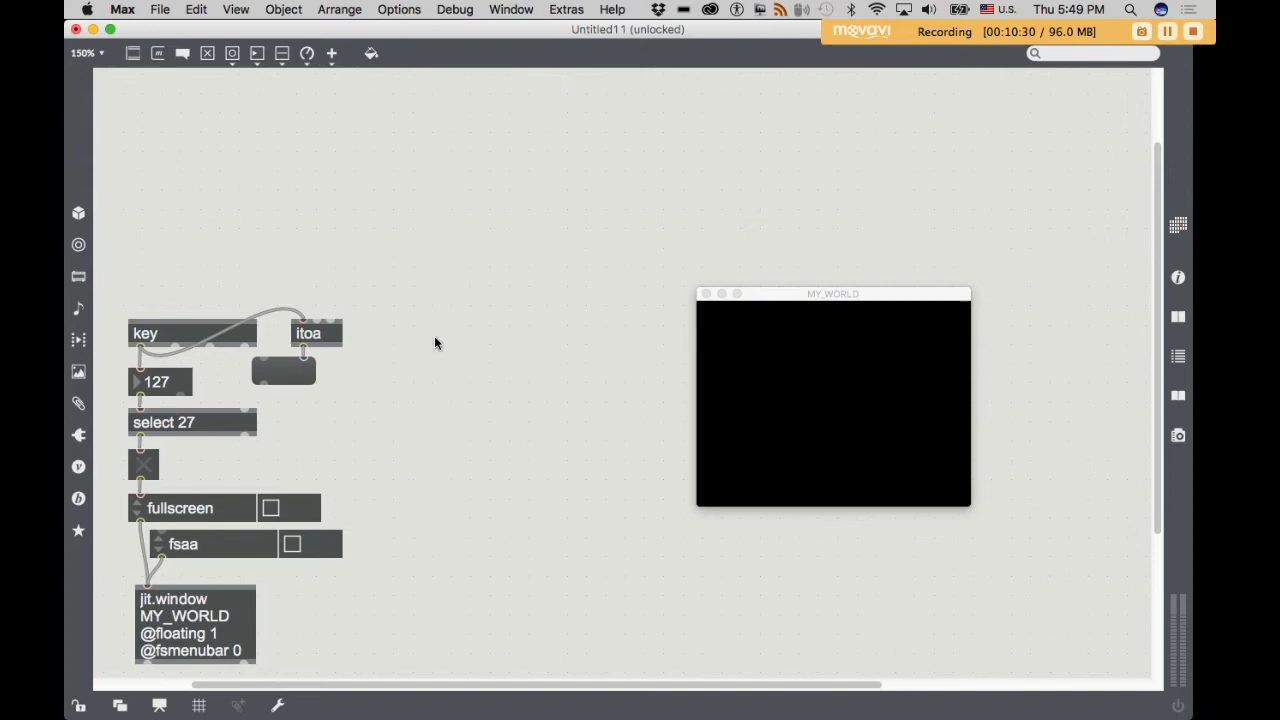 Max File Edit View Object Arrange Options Debug Window Extras Help U.S. Thu 5:49 PM
Untitled11 (unlocked)
movavi Recording [00:10:30 / 96.0 MB]
150%
MY_WORLD
key itoa
127
select 27
fullscreen
fsaa
jit.window
MY_WORLD
@floating 1
@fsmenubar 0